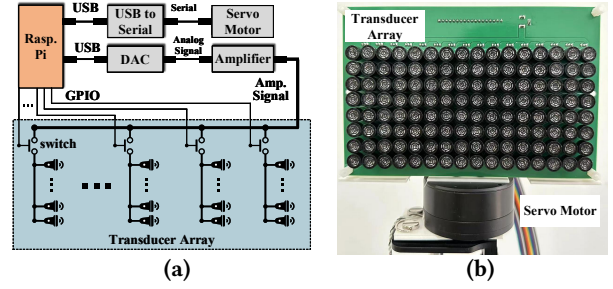 USB
USB to
Serial
Serial
Servo
Motor
Rasp.
Pi
USB
DAC
Analog
Signal
Amplifier
Amp.
Signal
GPIO
...
switch
Transducer Array
(a)
Transducer
Array
Servo Motor
(b)